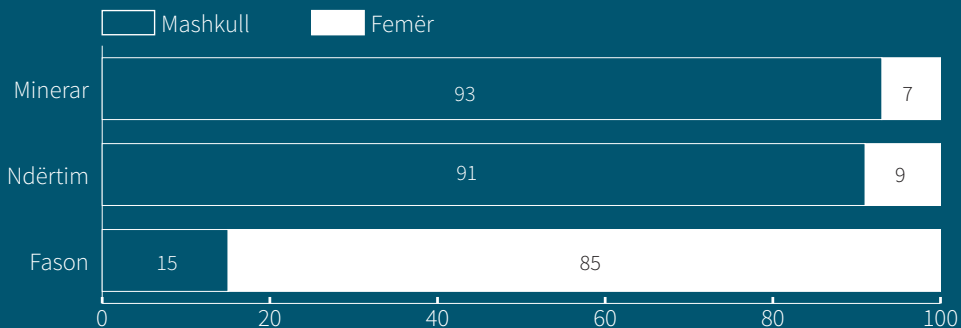 Mashkull Femër
Minerar 93 7
Ndërtim 91 9
Fason 15 85
0 20 40 60 80 100